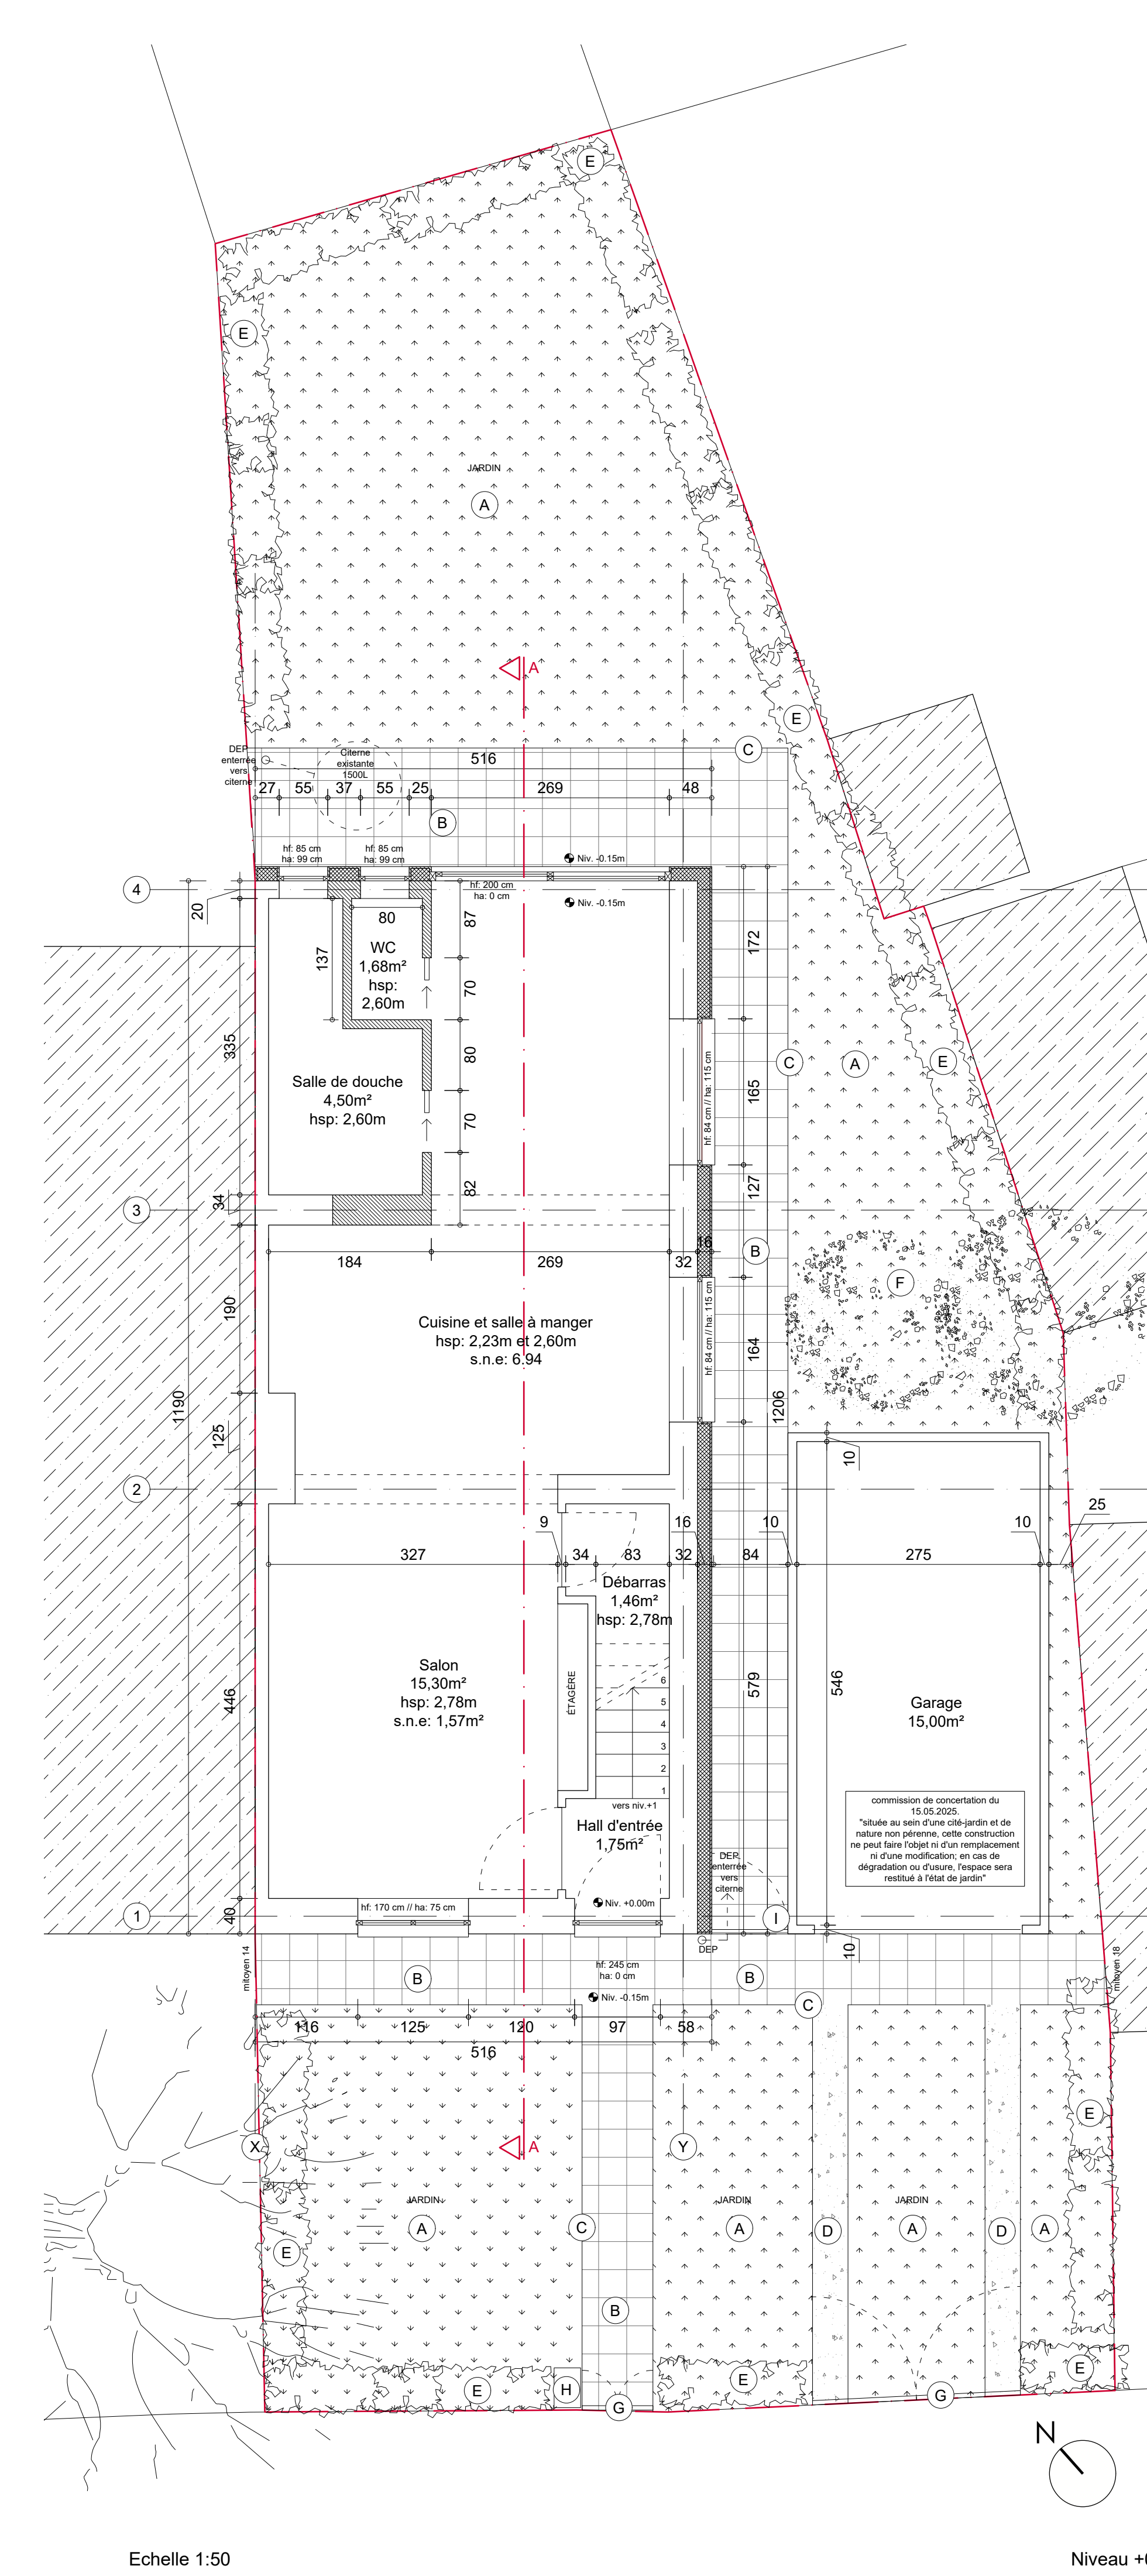 E
E
JARDIN
A
A
E
C
DEP
enterrée
vers
citerne
Citerne
existante
1500L
516
27 55 37 55 25 269 48
B
hf: 85 cm
ha: 99 cm
hf: 85 cm
ha: 99 cm
Niv. -0.15m
4
hf: 200 cm
ha: 0 cm
Niv. -0.15m
20
80
87
172
WC
1,68m²
hsp:
2,60m
137
70
335
80
Salle de douche
4,50m²
hsp: 2,60m
70
hf: 84 cm // ha: 115 cm
165
C
A
E
82
127
34
3
16
184
269
32
B
F
190
Cuisine et salle à manger
hsp: 2,23m et 2,60m
s.n.e: 6.94
hf: 84 cm // ha: 115 cm
164
1190
1206
125
10
2
9
16
10
10
25
327
34
83
32
84
275
Débarras
1,46m²
hsp: 2,78m
Salon
15,30m²
hsp: 2,78m
s.n.e: 1,57m²
446
ÉTAGÈRE
6
5
4
3
2
1
579
546
Garage
15,00m²
vers niv.+1
Hall d'entrée
1,75m²
commission de concertation du
15.05.2025.
"située au sein d'une cité-jardin et de
nature non pérenne, cette construction
ne peut faire l'objet ni d'un remplacement
ni d'une modification; en cas de
dégradation ou d'usure, l'espace sera
restitué à l'état de jardin"
DEP
enterrée
vers
citerne
hf: 170 cm // ha: 75 cm
Niv. +0.00m
1
40
I
DEP
10
mitoyen 14
mitoyen 18
B
hf: 245 cm
ha: 0 cm
B
Niv. -0.15m
C
116 125 120 97 58
516
E
X
A
Y
JARDIN
JARDIN
JARDIN
A
C
A
D
A
D
A
E
B
E
H
G
E
G
E
N
Echelle 1:50
Niveau +